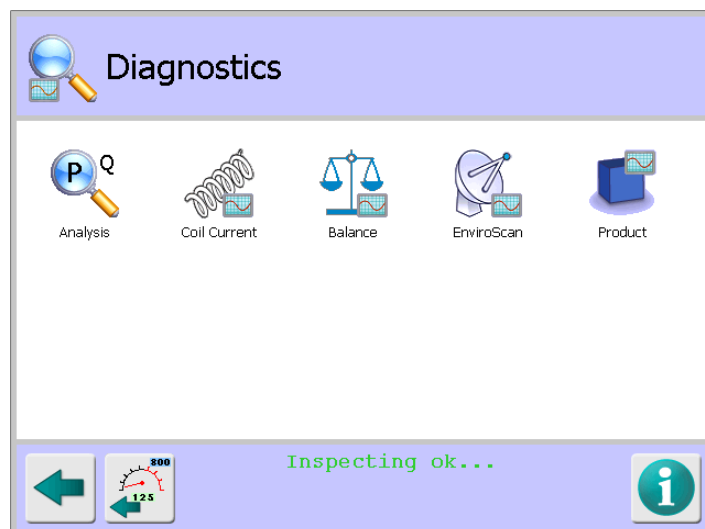 Diagnostics
P Q
Analysis
Coil Current
Balance
EnviroScan
Product
800
125
Inspecting ok...
i